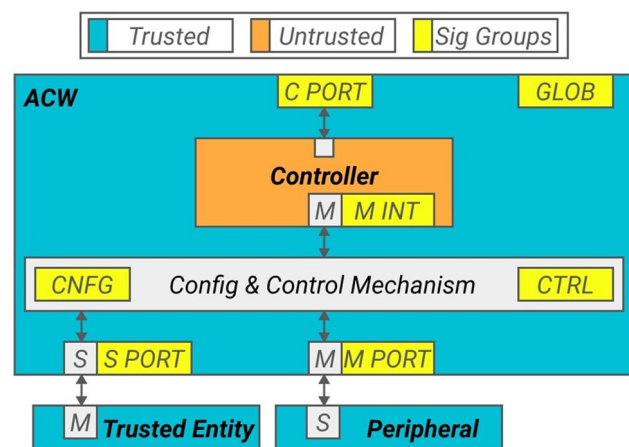 Trusted Untrusted Sig Groups
ACW C PORT GLOB
Controller
M M INT
CNFG Config & Control Mechanism CTRL
S S PORT M M PORT
M Trusted Entity S Peripheral